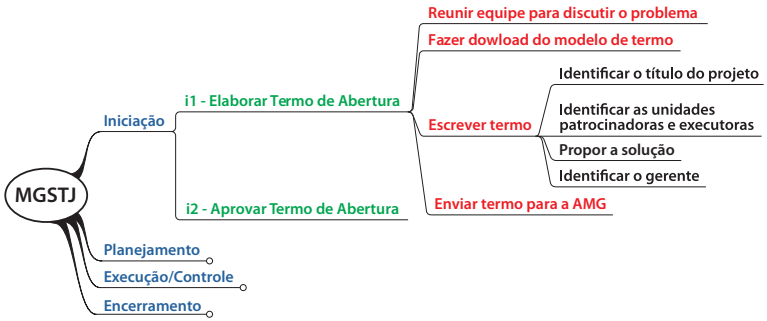 MGSTJ
Iniciação
i1 - Elaborar Termo de Abertura
Reunir equipe para discutir o problema
Fazer dowload do modelo de termo
Escrever termo
Identificar o título do projeto
Identificar as unidades
patrocinadoras e executoras
Propor a solução
Identificar o gerente
Enviar termo para a AMG
i2 - Aprovar Termo de Abertura
Planejamento
Execução/Controle
Encerramento